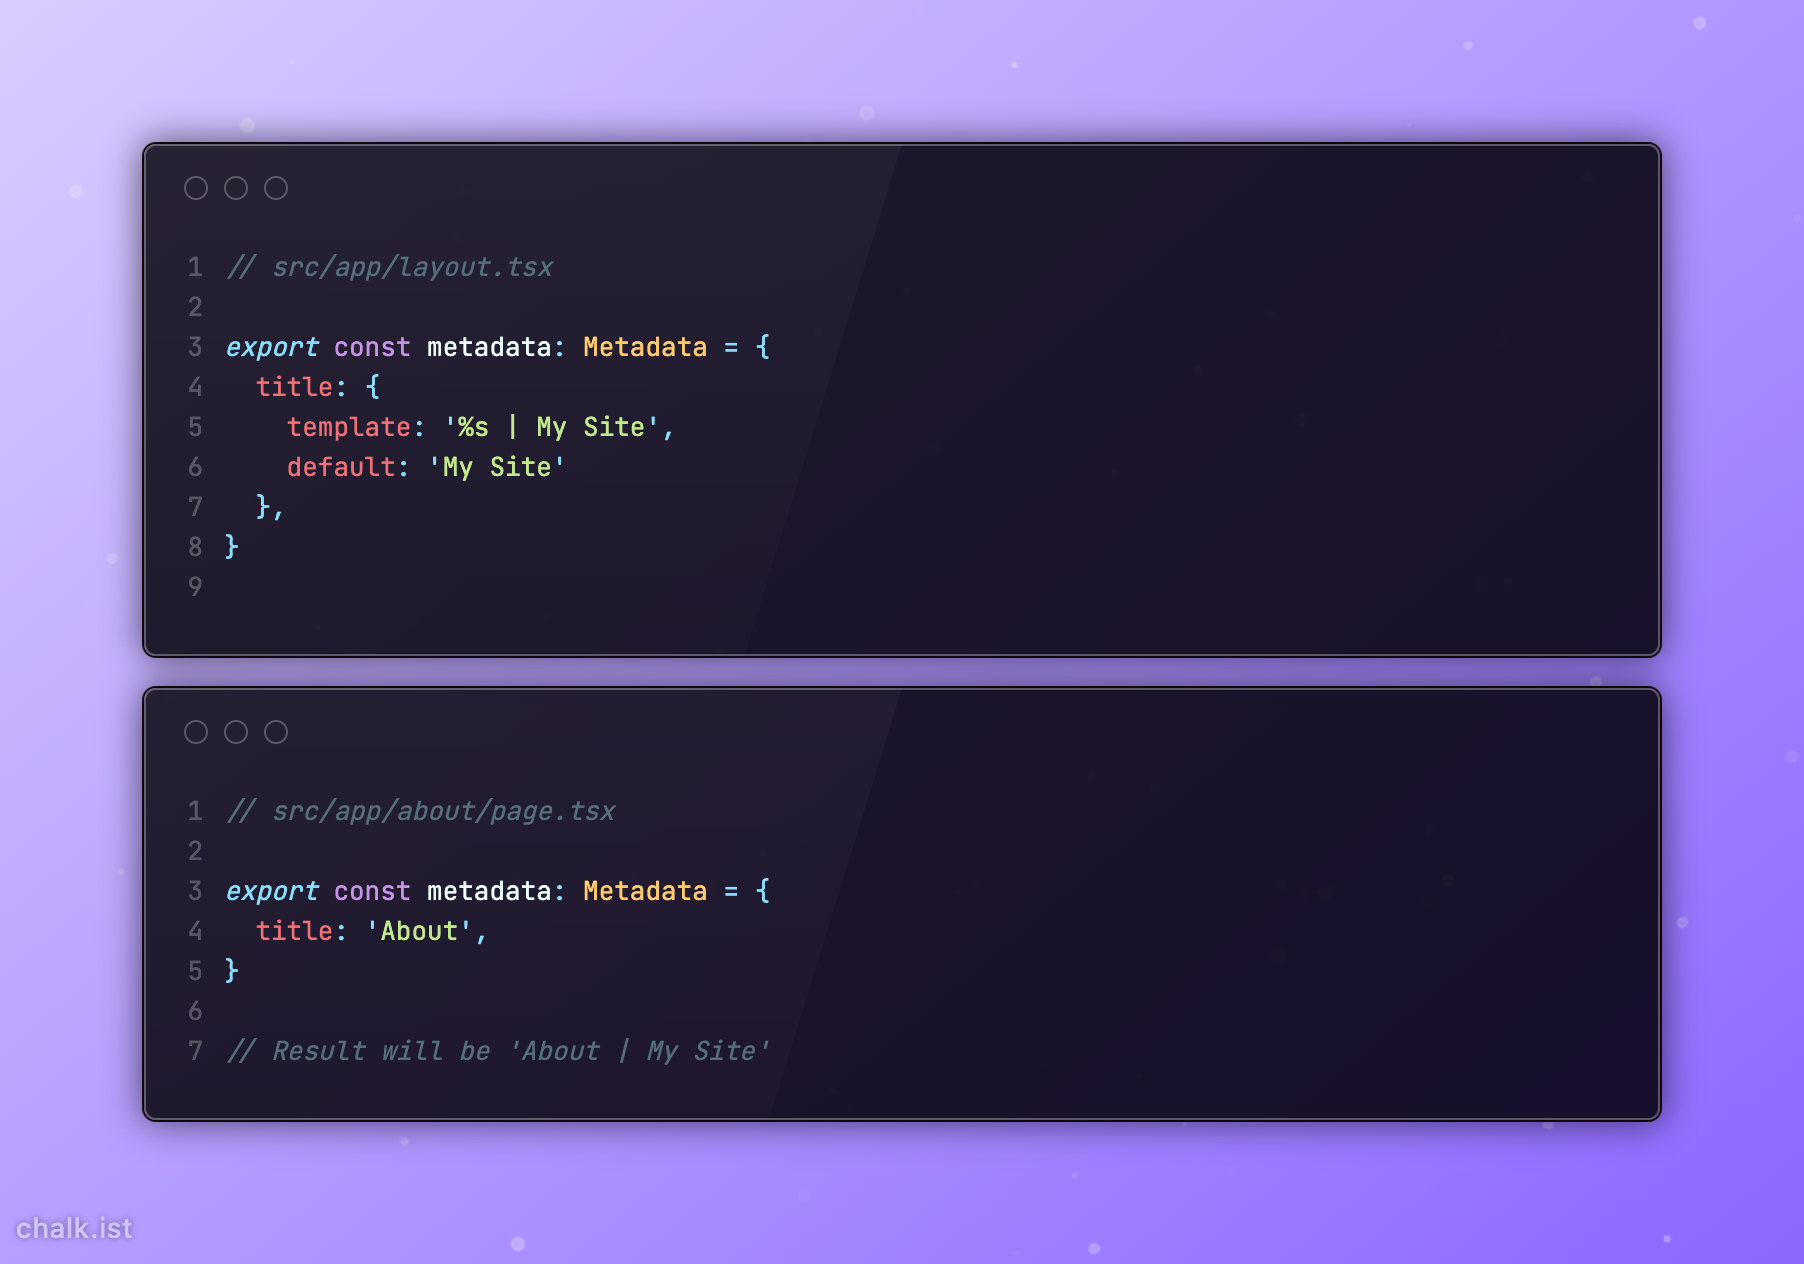 1 // src/app/layout.tsx
2
3 export const metadata: Metadata = {
4   title: {
5     template: '%s | My Site',
6     default: 'My Site'
7   },
8 }
9
1 // src/app/about/page.tsx
2
3 export const metadata: Metadata = {
4   title: 'About',
5 }
6
7 // Result will be 'About | My Site'
chalk.ist